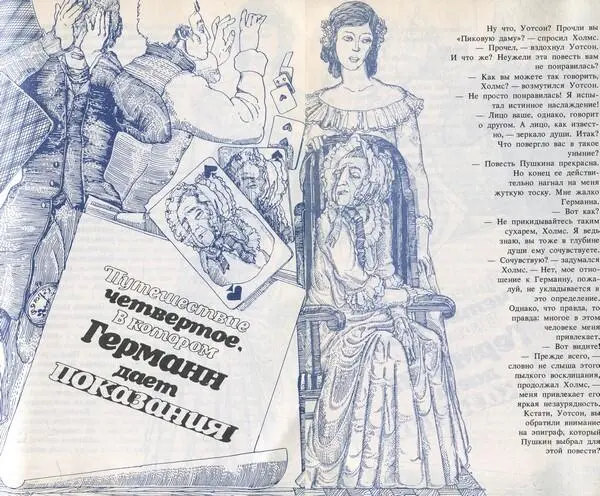 Путешествие
четвертое,
в котором
Германн
дает
показания
Ну что, Уотсон? Прочли вы
«Пиковую даму»? — спросил Холмс.
— Прочел, — вздохнул Уотсон.
И что же? Неужели эта повесть вам
не понравилась?
— Как вы можете так говорить,
Холмс? — возмутился Уотсон.
— Не просто понравилась! Я испы-
тал истинное наслаждение!
— Лицо ваше, однако, говорит
о другом. А лицо, как извест-
но, — зеркало души. Итак?
Что повергло вас в такое
уныние?
— Повесть Пушкина прекрасна.
Но конец ее действи-
тельно нагнал на меня
жуткую тоску. Мне жалко
Германна.
— Вот как?
— Не прикидывайтесь таким
сухарем, Холмс. Я ведь
знаю, вы тоже в глубине
души ему сочувствуете.
— Сочувствую? — задумался
Холмс. — Нет, мое отно-
шение к Германну, пожа-
луй, не укладывается в
это определение.
Однако, что правда, то
правда: многое в этом
человеке меня
привлекает.
— Вот видите!
— Прежде всего, —
словно не слыша этого
пылкого восклицания,
продолжал Холмс, —
меня привлекает его
яркая незаурядность.
Кстати, Уотсон, вы
обратили внимание
на эпиграф, который
Пушкин выбрал для
этой повести?